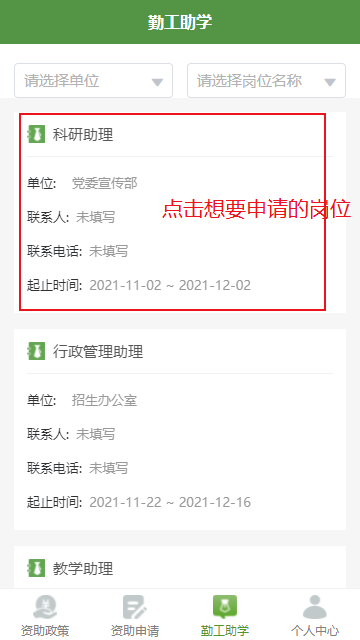 勤工助学
请选择单位 请选择岗位名称
科研助理
单位: 党委宣传部
点击想要申请的岗位
联系人: 未填写
联系电话: 未填写
起止时间: 2021-11-02 ~ 2021-12-02
行政管理助理
单位: 招生办公室
联系人: 未填写
联系电话: 未填写
起止时间: 2021-11-22 ~ 2021-12-16
教学助理
资助政策 资助申请 勤工助学 个人中心